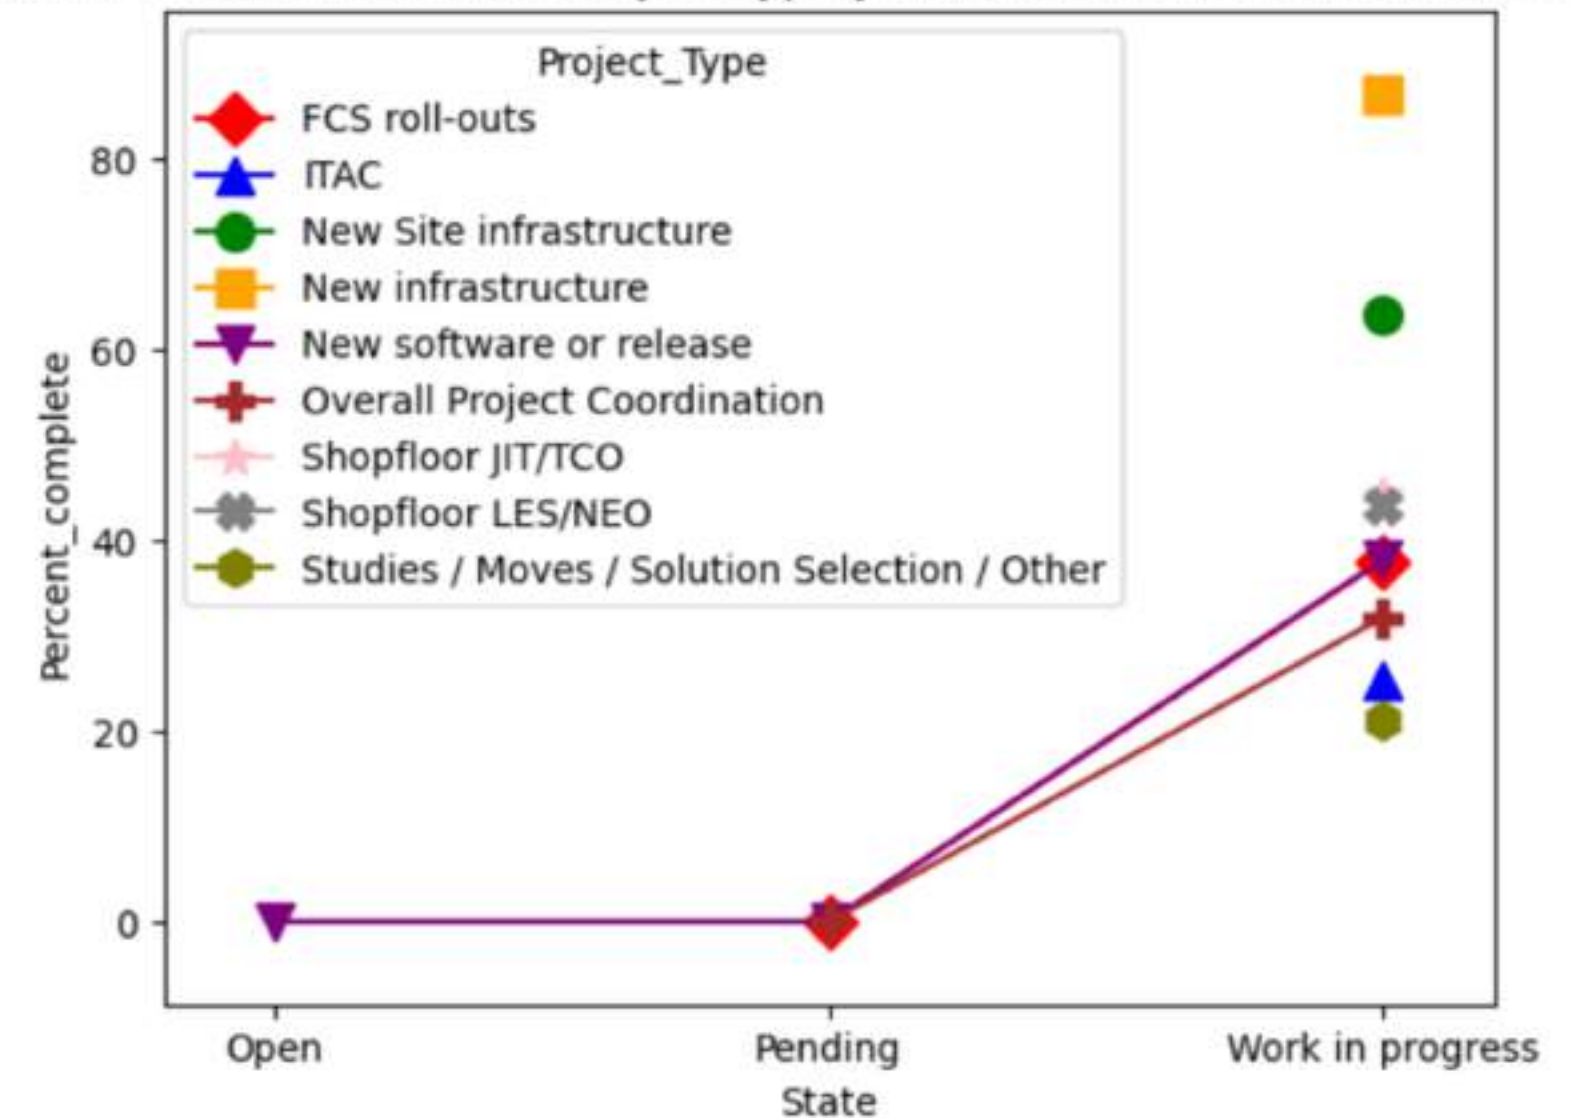 Project_Type
FCS roll-outs
ITAC
New Site infrastructure
New infrastructure
New software or release
Overall Project Coordination
Shopfloor JIT/TCO
Shopfloor LES/NEO
Studies / Moves / Solution Selection / Other
Percent_complete
80
60
40
20
0
Open
Pending
Work in progress
State